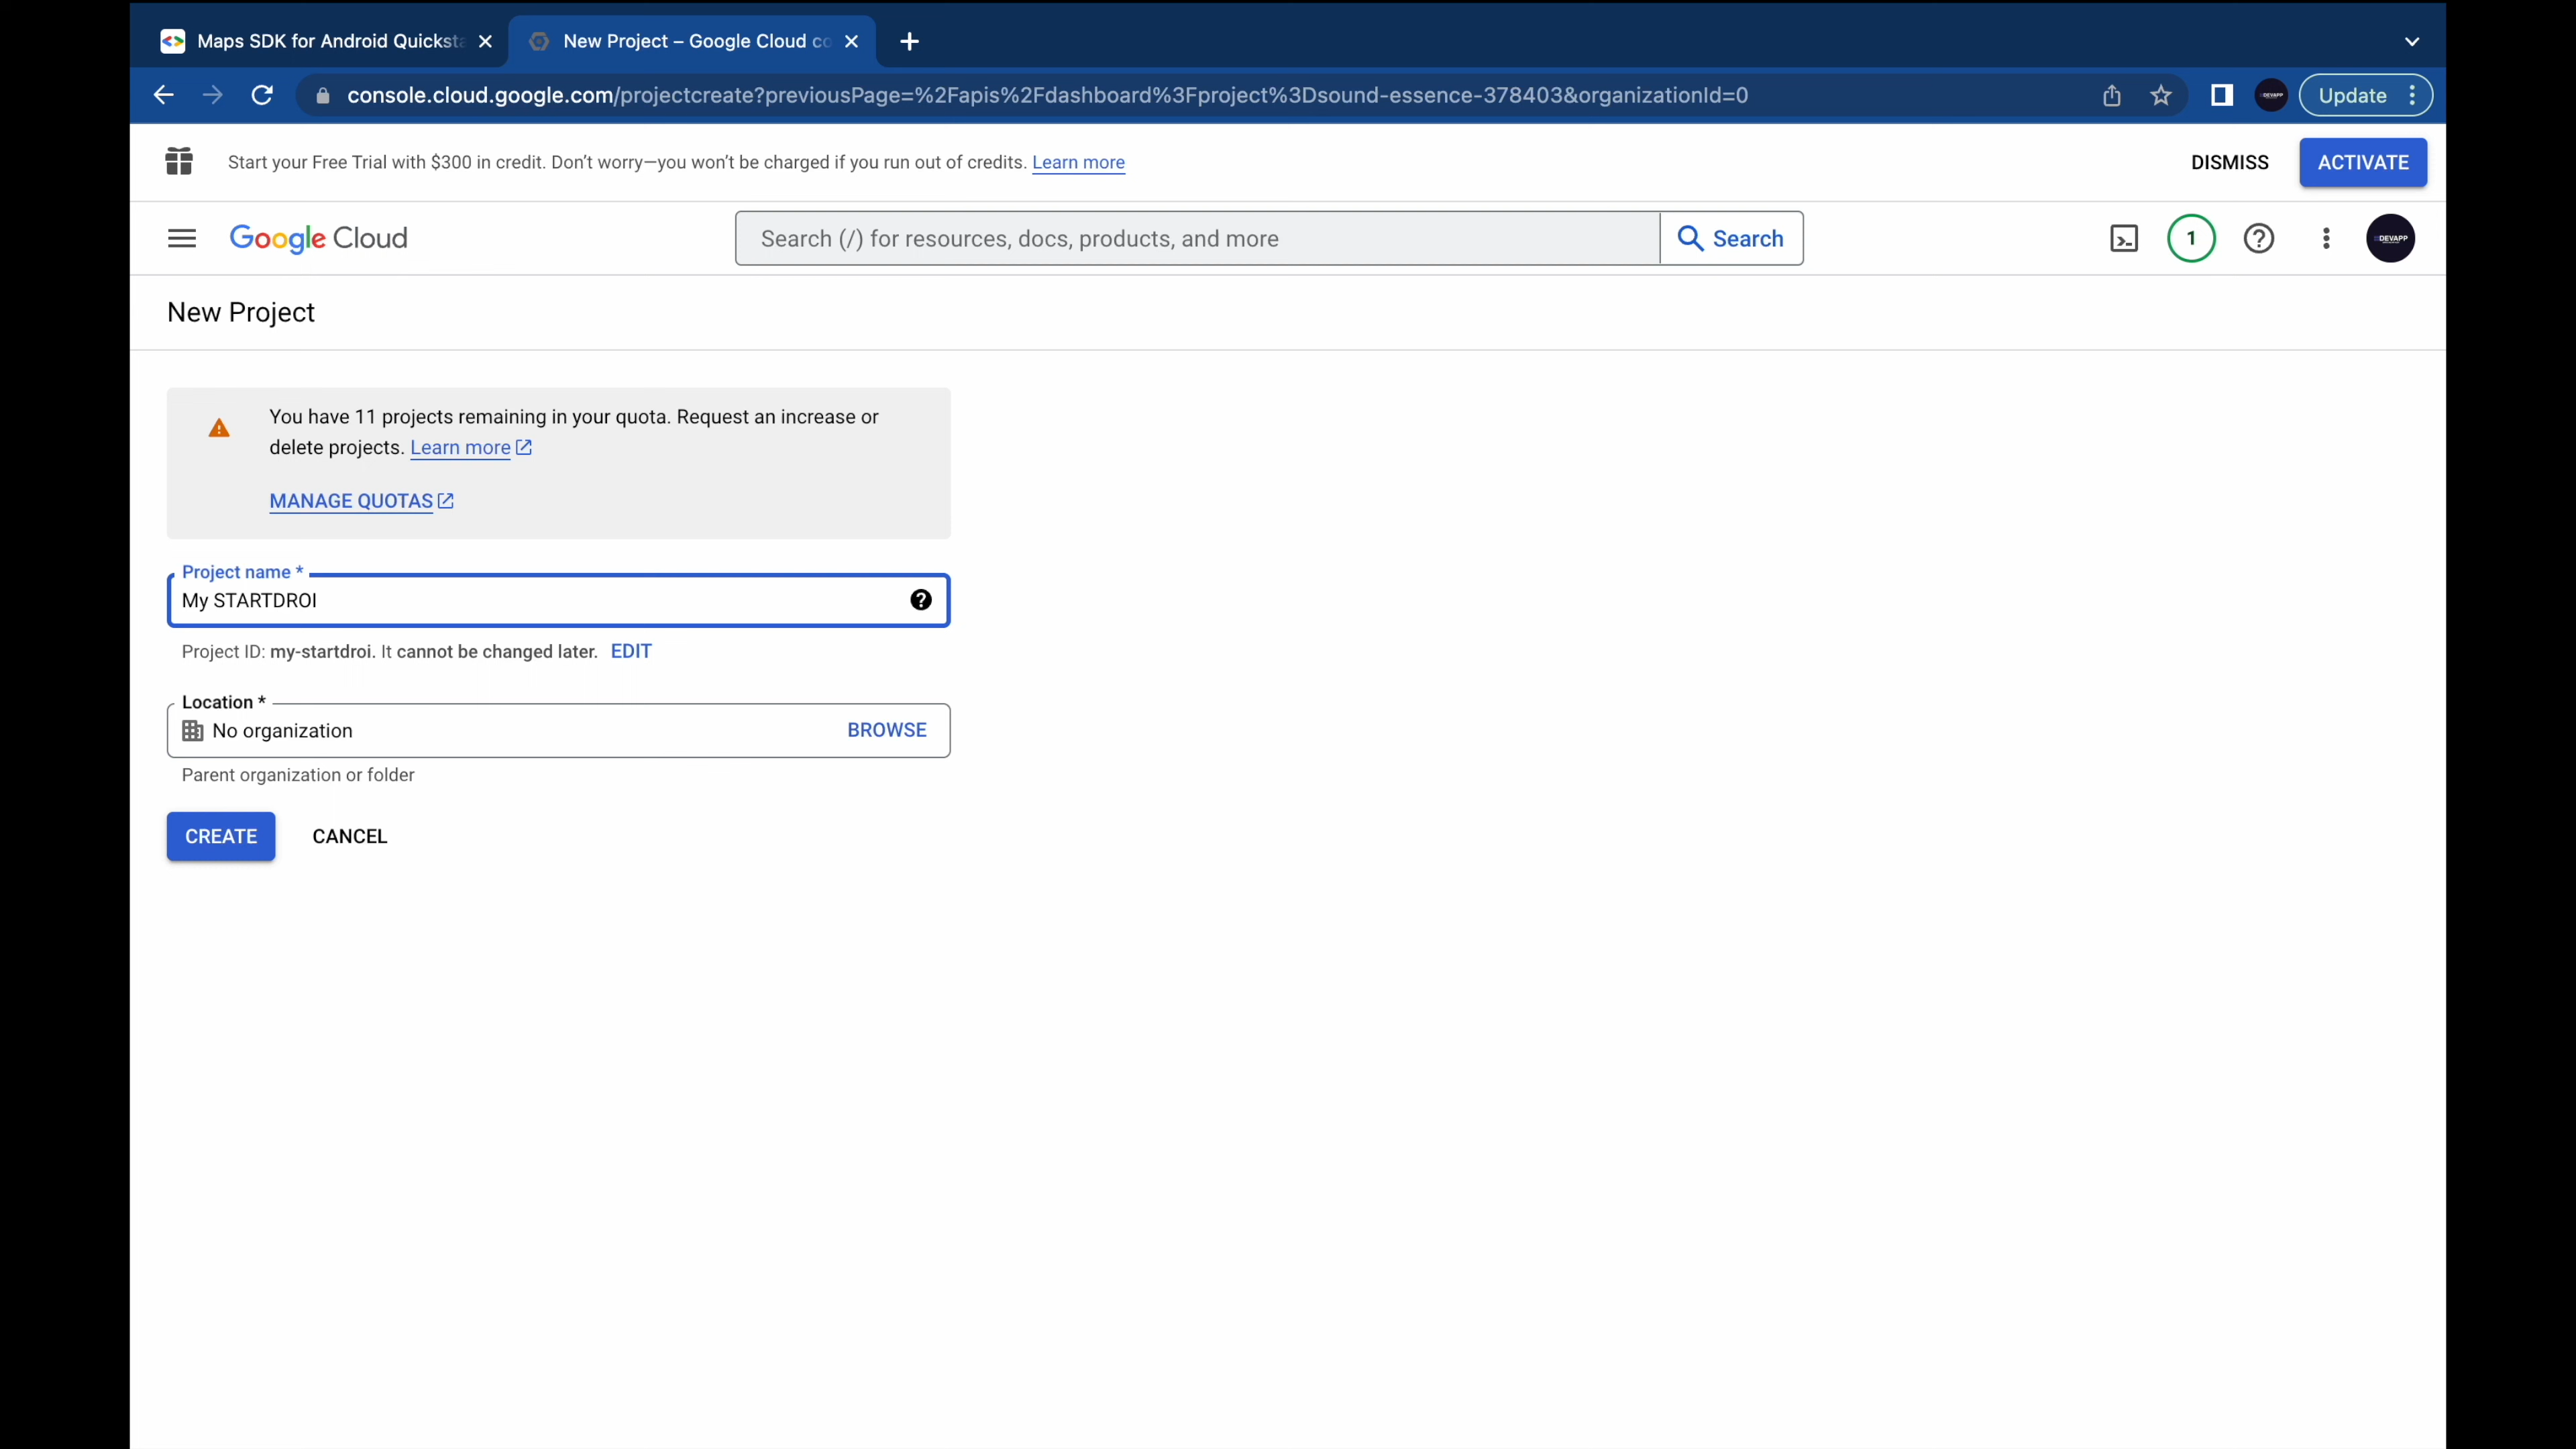 Maps SDK for Android Quicksta
New Project – Google Cloud co
console.cloud.google.com/projectcreate?previousPage=%2Fapis%2Fdashboard%3Fproject%3Dsound-essence-378403&organizationId=0
DEVAPP
Update
Start your Free Trial with $300 in credit. Don't worry—you won't be charged if you run out of credits. Learn more
DISMISS
ACTIVATE
Google Cloud
Search (/) for resources, docs, products, and more
Search
1
DEVAPP
New Project
You have 11 projects remaining in your quota. Request an increase or
delete projects. Learn more
MANAGE QUOTAS
Project name *
My STARTDROI
Project ID: my-startdroi. It cannot be changed later. EDIT
Location *
No organization
BROWSE
Parent organization or folder
CREATE
CANCEL